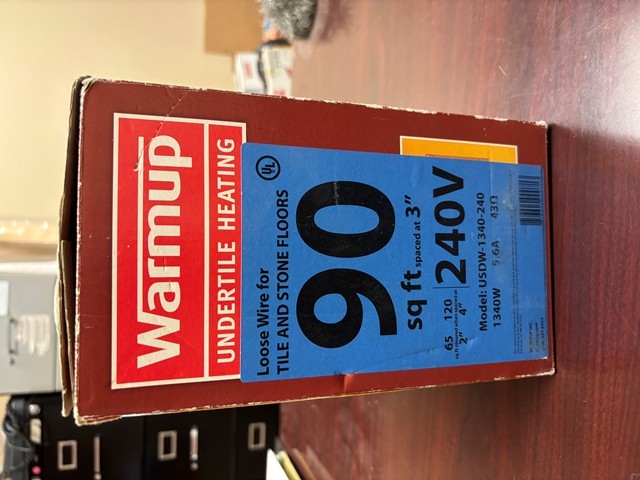 Warmup
UNDERTILE HEATING
UL
Loose Wire for
TILE AND STONE FLOORS
90
sq ft spaced at 3"
65 120
2" 4"
240V
Model: USDW-1340-240
1340W 5.6A 43Ω